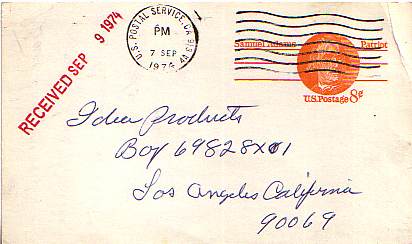 RECEIVED SEP 9 1974
U.S. POSTAL SERVICE, VA
PM
7 SEP
1974
Samuel Adams Patriot
U.S. Postage 8¢
Idea Products
Box 69828X01
Los Angeles California
90069